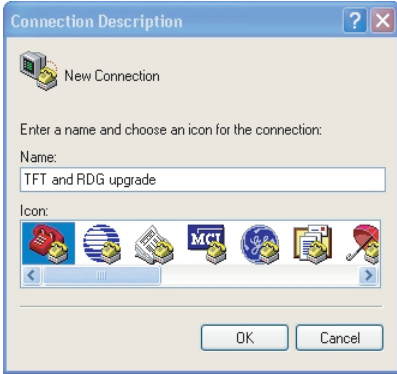 Connection Description
New Connection
Enter a name and choose an icon for the connection:
Name:
TFT and RDG upgrade
Icon:
MCI
OK Cancel